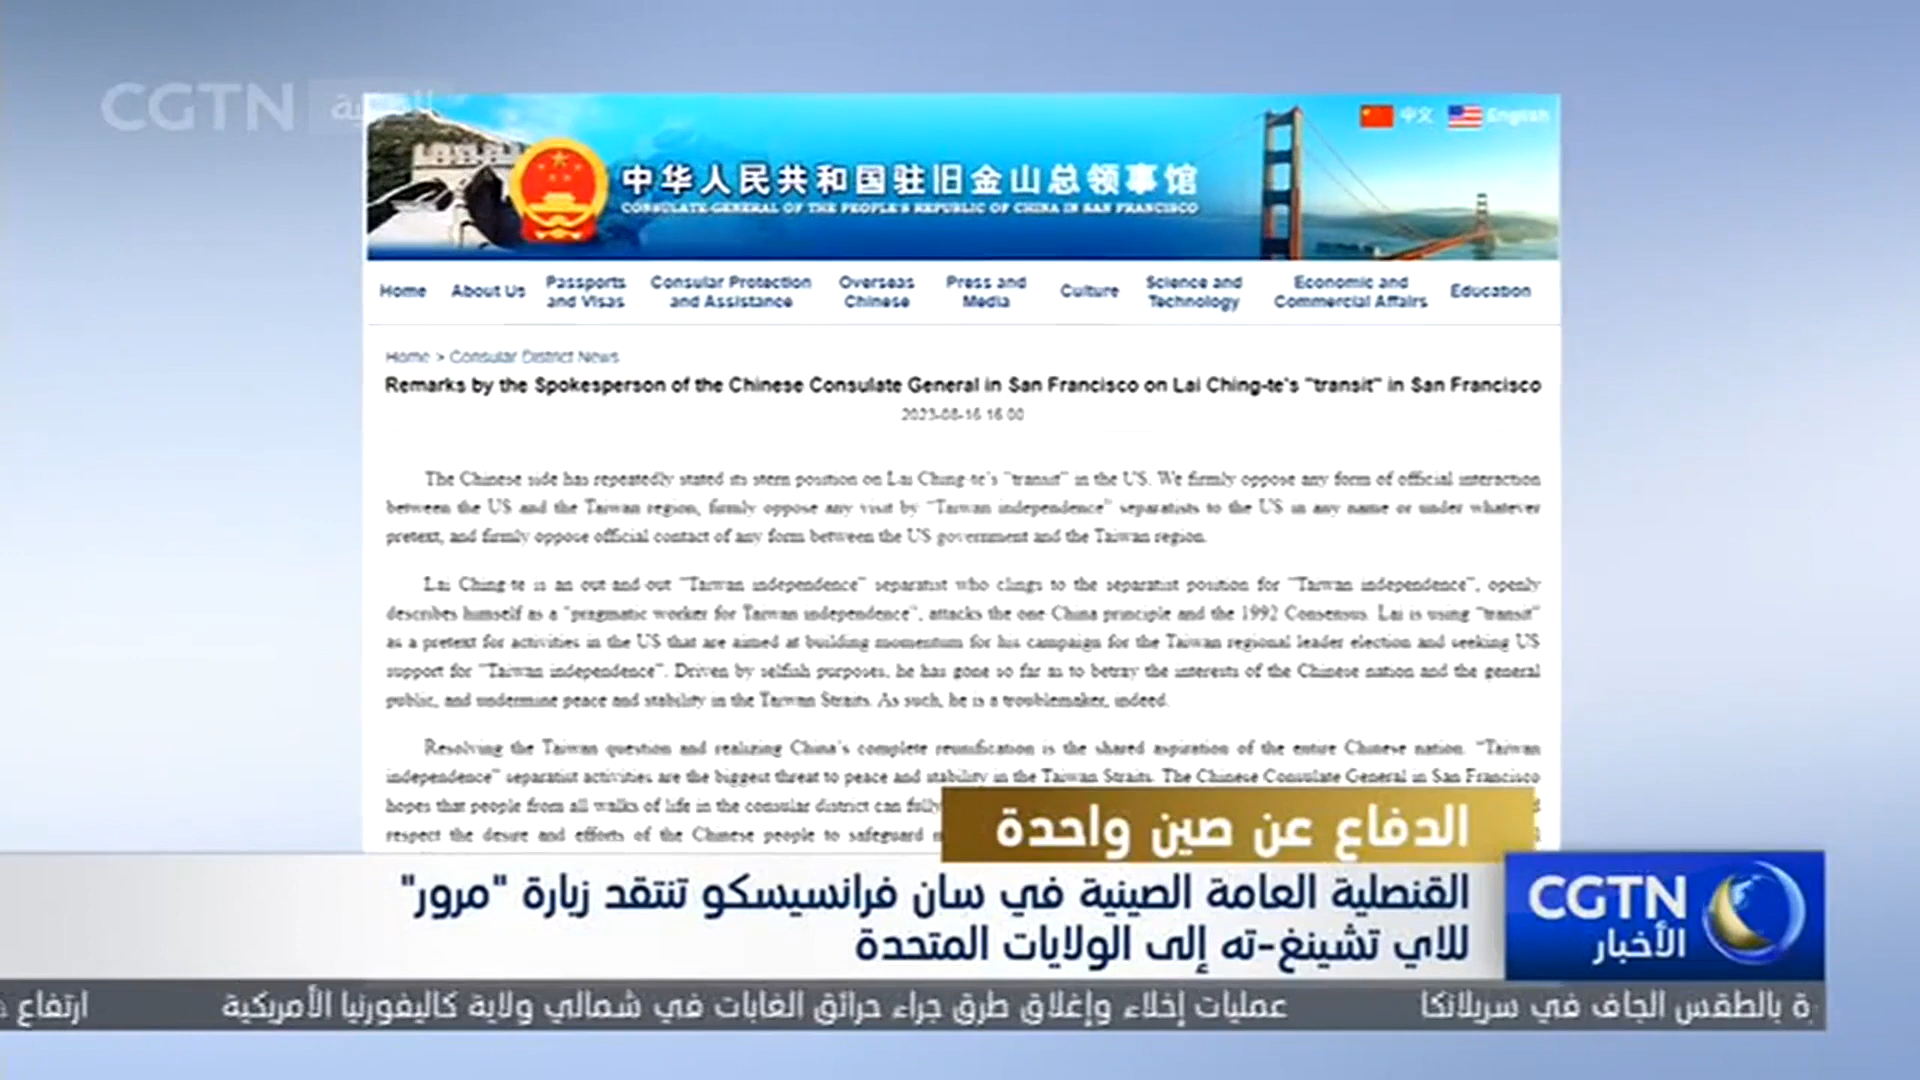 CGTN العربية
中文 English
中华人民共和国驻旧金山总领事馆
CONSULATE-GENERAL OF THE PEOPLE'S REPUBLIC OF CHINA IN SAN FRANCISCO
Home About Us Passports and Visas Consular Protection and Assistance Overseas Chinese Press and Media Culture Science and Technology Economic and Commercial Affairs Education
Home > Consular District News
Remarks by the Spokesperson of the Chinese Consulate General in San Francisco on Lai Ching-te's "transit" in San Francisco
2023-08-16 16:00
The Chinese side has repeatedly stated its stern position on Lai Ching-te's "transit" in the US. We firmly oppose any form of official interaction
between the US and the Taiwan region, firmly oppose any visit by "Taiwan independence" separatists to the US in any name or under whatever
pretext, and firmly oppose official contact of any form between the US government and the Taiwan region.
Lai Ching-te is an out-and-out "Taiwan independence" separatist who clings to the separatist position for "Taiwan independence", openly
describes himself as a "pragmatic worker for Taiwan independence", attacks the one-China principle and the 1992 Consensus. Lai is using "transit"
as a pretext for activities in the US that are aimed at building momentum for his campaign for the Taiwan regional leader election and seeking US
support for "Taiwan independence". Driven by selfish purposes, he has gone so far as to betray the interests of the Chinese nation and the general
public, and undermine peace and stability in the Taiwan Straits. As such, he is a troublemaker, indeed.
Resolving the Taiwan question and realizing China's complete reunification is the shared aspiration of the entire Chinese nation. "Taiwan
independence" separatist activities are the biggest threat to peace and stability in the Taiwan Straits. The Chinese Consulate General in San Francisco
hopes that people from all walks of life in the consular district can fully
respect the desire and efforts of the Chinese people to safeguard
الدفاع عن صين واحدة
القنصلية العامة الصينية في سان فرانسيسكو تنتقد زيارة "مرور"
للاي تشينغ-ته إلى الولايات المتحدة
CGTN
الأخبار
ة بالطقس الجاف في سريلانكا عمليات إخلاء وإغلاق طرق جراء حرائق الغابات في شمالي ولاية كاليفورنيا الأمريكية ارتفاع